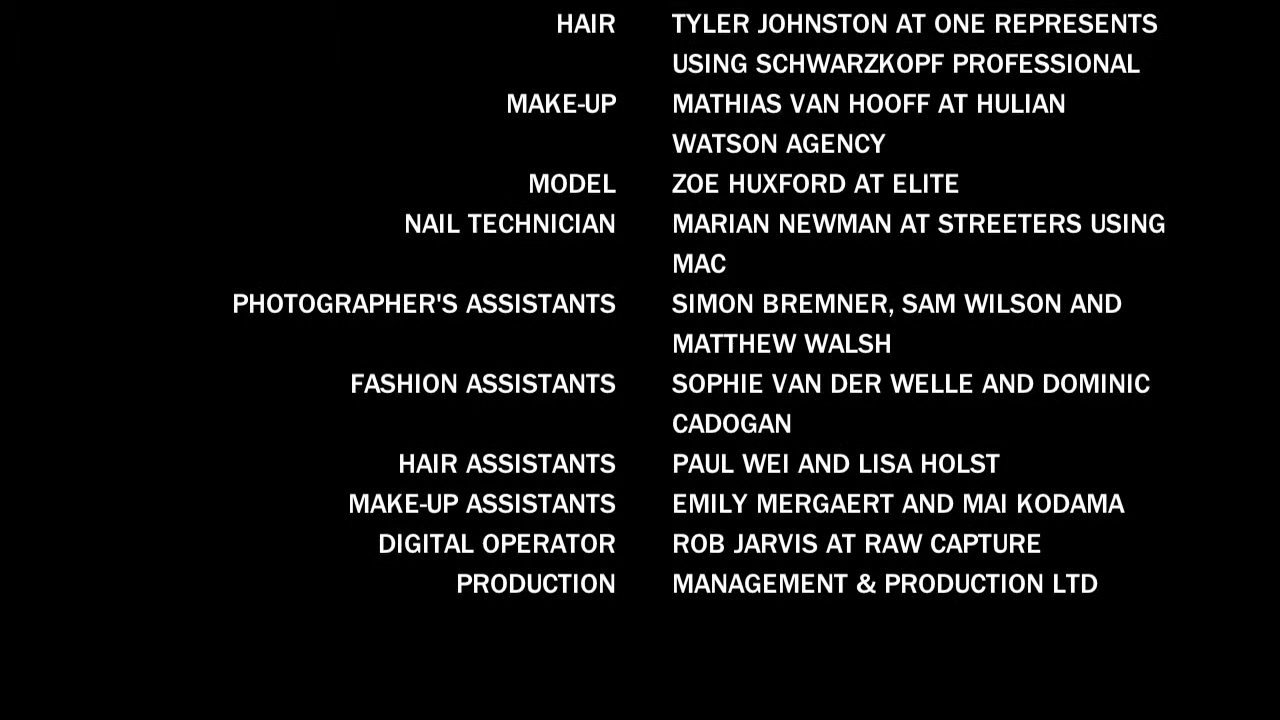 HAIR TYLER JOHNSTON AT ONE REPRESENTS
USING SCHWARZKOPF PROFESSIONAL
MAKE-UP MATHIAS VAN HOOFF AT HULIAN
WATSON AGENCY
MODEL ZOE HUXFORD AT ELITE
NAIL TECHNICIAN MARIAN NEWMAN AT STREETERS USING
MAC
PHOTOGRAPHER'S ASSISTANTS SIMON BREMNER, SAM WILSON AND
MATTHEW WALSH
FASHION ASSISTANTS SOPHIE VAN DER WELLE AND DOMINIC
CADOGAN
HAIR ASSISTANTS PAUL WEI AND LISA HOLST
MAKE-UP ASSISTANTS EMILY MERGAERT AND MAI KODAMA
DIGITAL OPERATOR ROB JARVIS AT RAW CAPTURE
PRODUCTION MANAGEMENT & PRODUCTION LTD